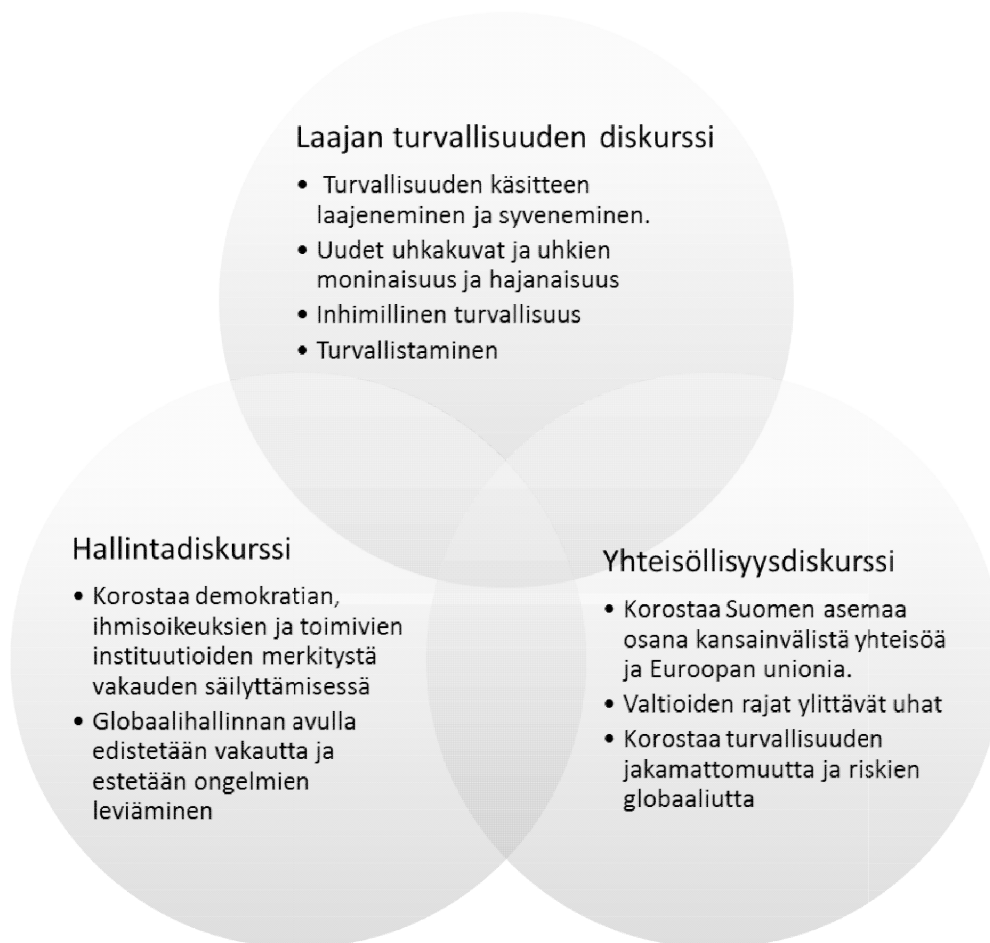 Laajan turvallisuuden diskurssi
• Turvallisuuden käsitteen
laajeneminen ja syveneminen.
• Uudet uhkakuvat ja uhkien
moninaisuus ja hajanaisuus
• Inhimillinen turvallisuus
• Turvallistaminen
Hallintadiskurssi
• Korostaa demokratian,
ihmisoikeuksien ja toimivien
instituutioiden merkitystä
vakauden säilyttämisessä
• Globaalihallinnan avulla
edistetään vakautta ja
estetään ongelmien
leviäminen
Yhteisöllisyysdiskurssi
• Korostaa Suomen asemaa
osana kansainvälistä yhteisöä
ja Euroopan unionia.
• Valtioiden rajat ylittävät uhat
• Korostaa turvallisuuden
jakamattomuutta ja riskien
globaaliutta